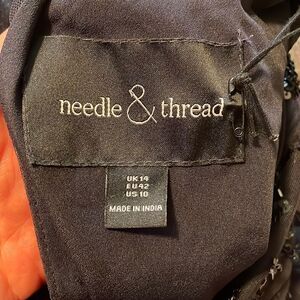 needle & thread
UK 14
EU 42
US 10
MADE IN INDIA